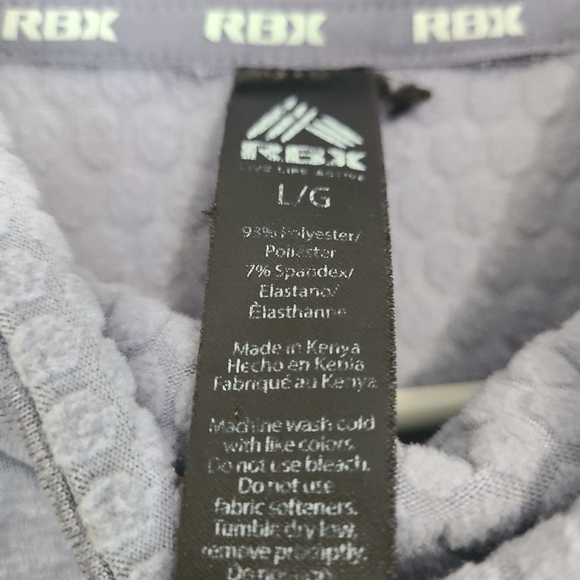 RBX RBX RBX
RBX
LIVE LIFE ACTIVE
L/G
93% Polyester/
Poliéster
7% Spandex/
Elastano/
Élasthanne
Made in Kenya
Hecho en Kenia
Fabriqué au Kenya
Machine wash cold
with like colors.
Do not use bleach.
Do not use
fabric softeners.
Tumble dry low,
remove promptly.
Do not